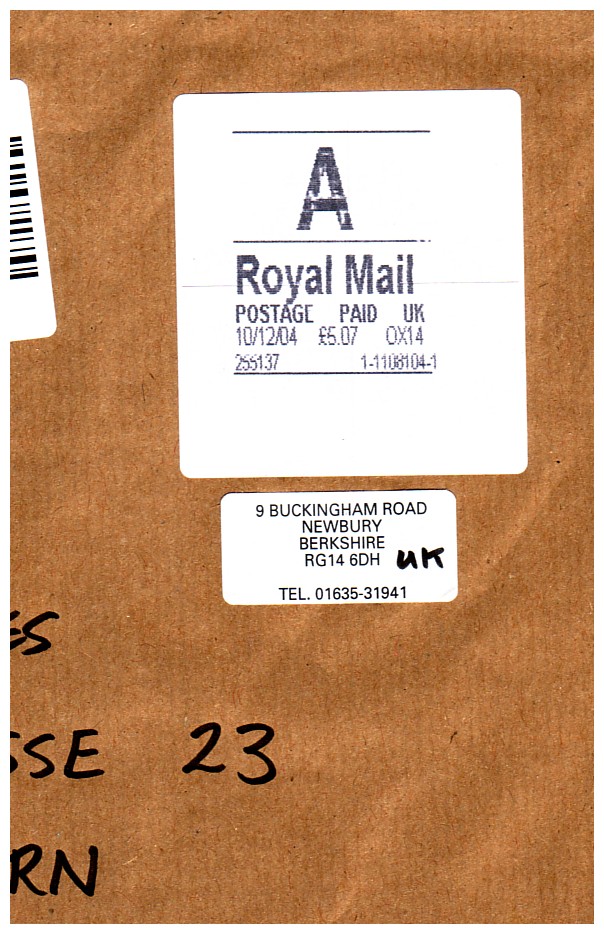 A
Royal Mail
POSTAGE PAID UK
10/12/04 £5.07 OX14
255137 1-1108104-1
9 BUCKINGHAM ROAD
NEWBURY
BERKSHIRE
RG14 6DH UK
TEL. 01635-31941
ES
SSE 23
RN